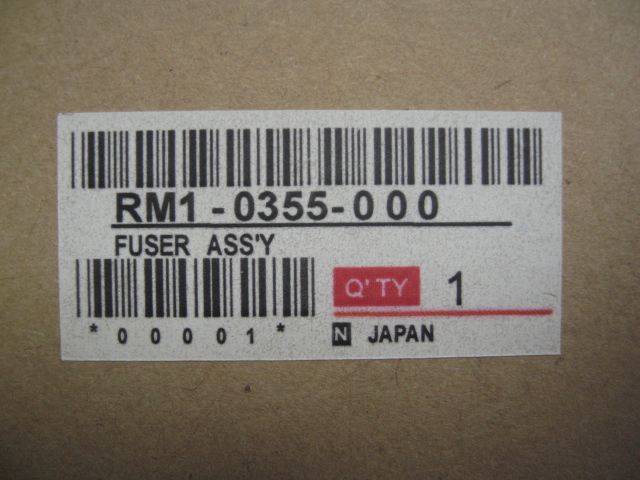 RM1-0355-000
FUSER ASS'Y
Q'TY 1
*00001*
N JAPAN